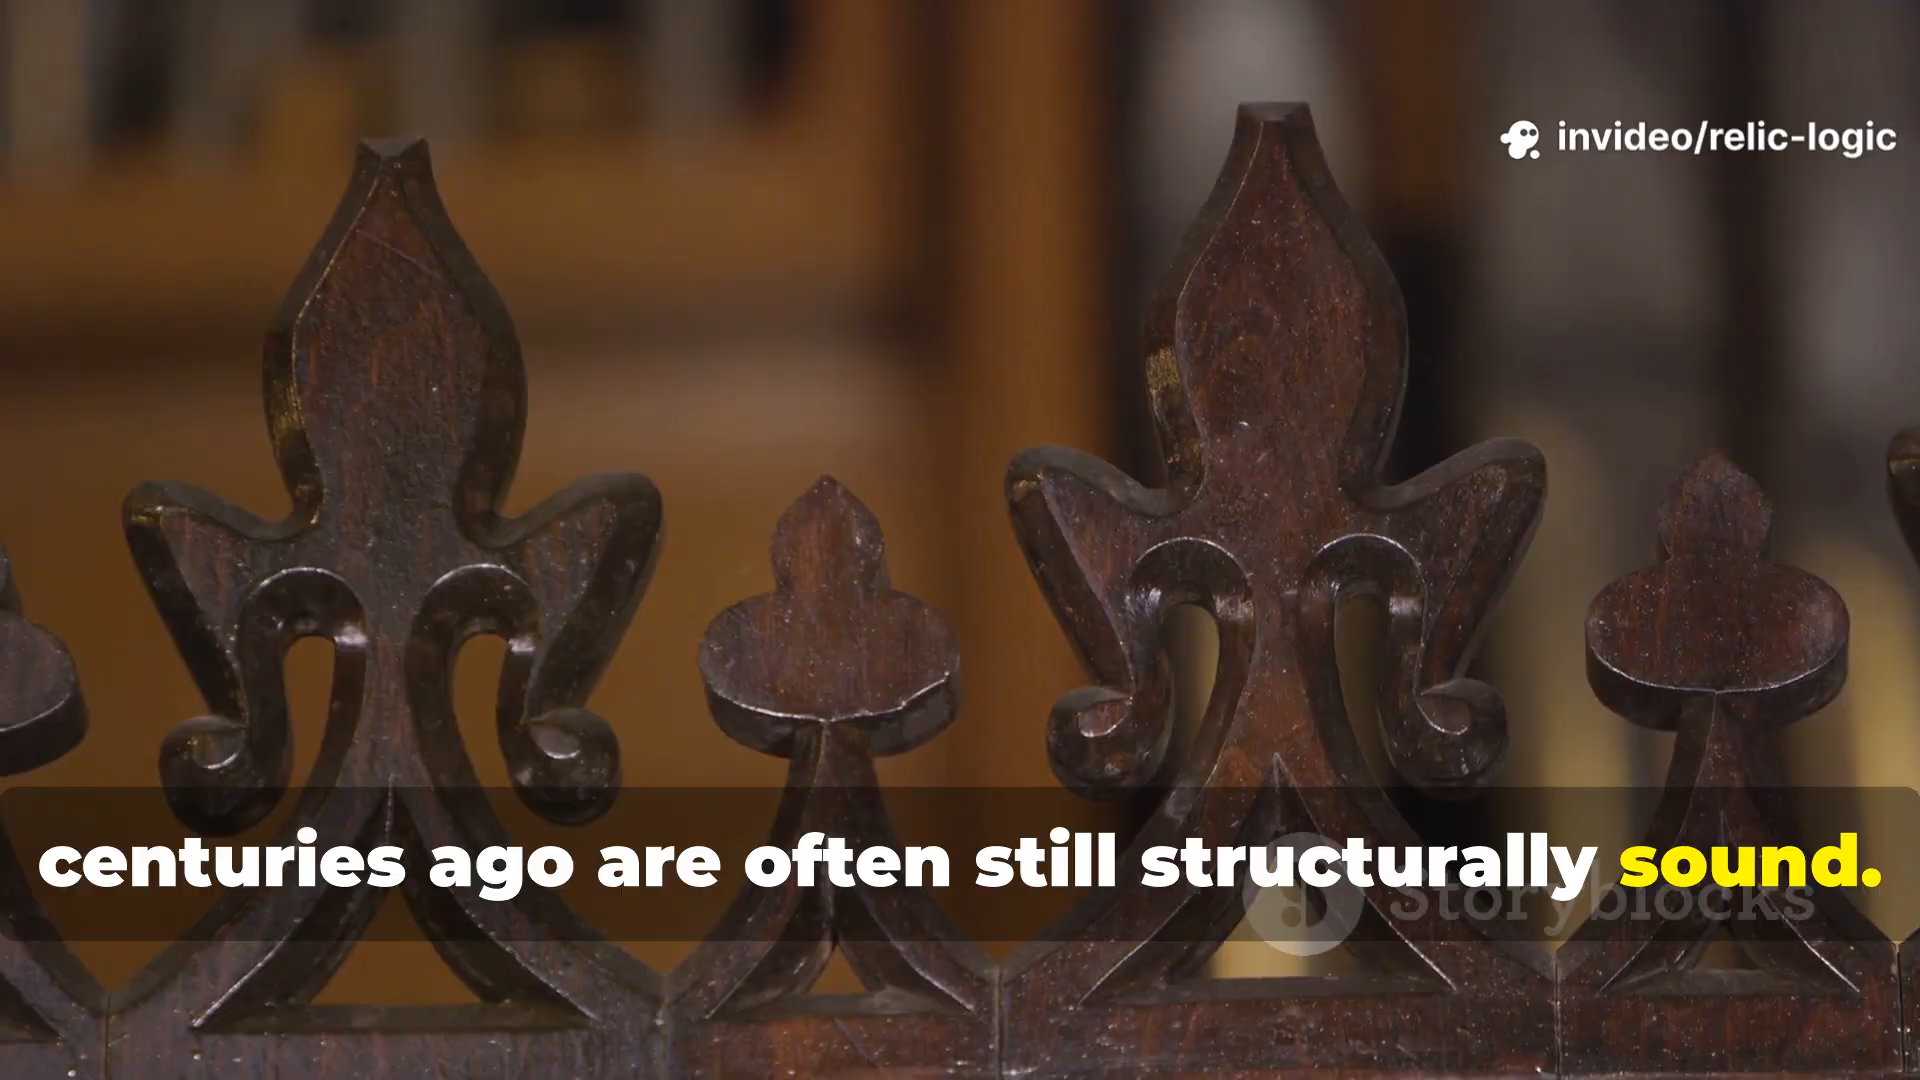 invideo/relic-logic
centuries ago are often still structurally sound.
Storyblocks